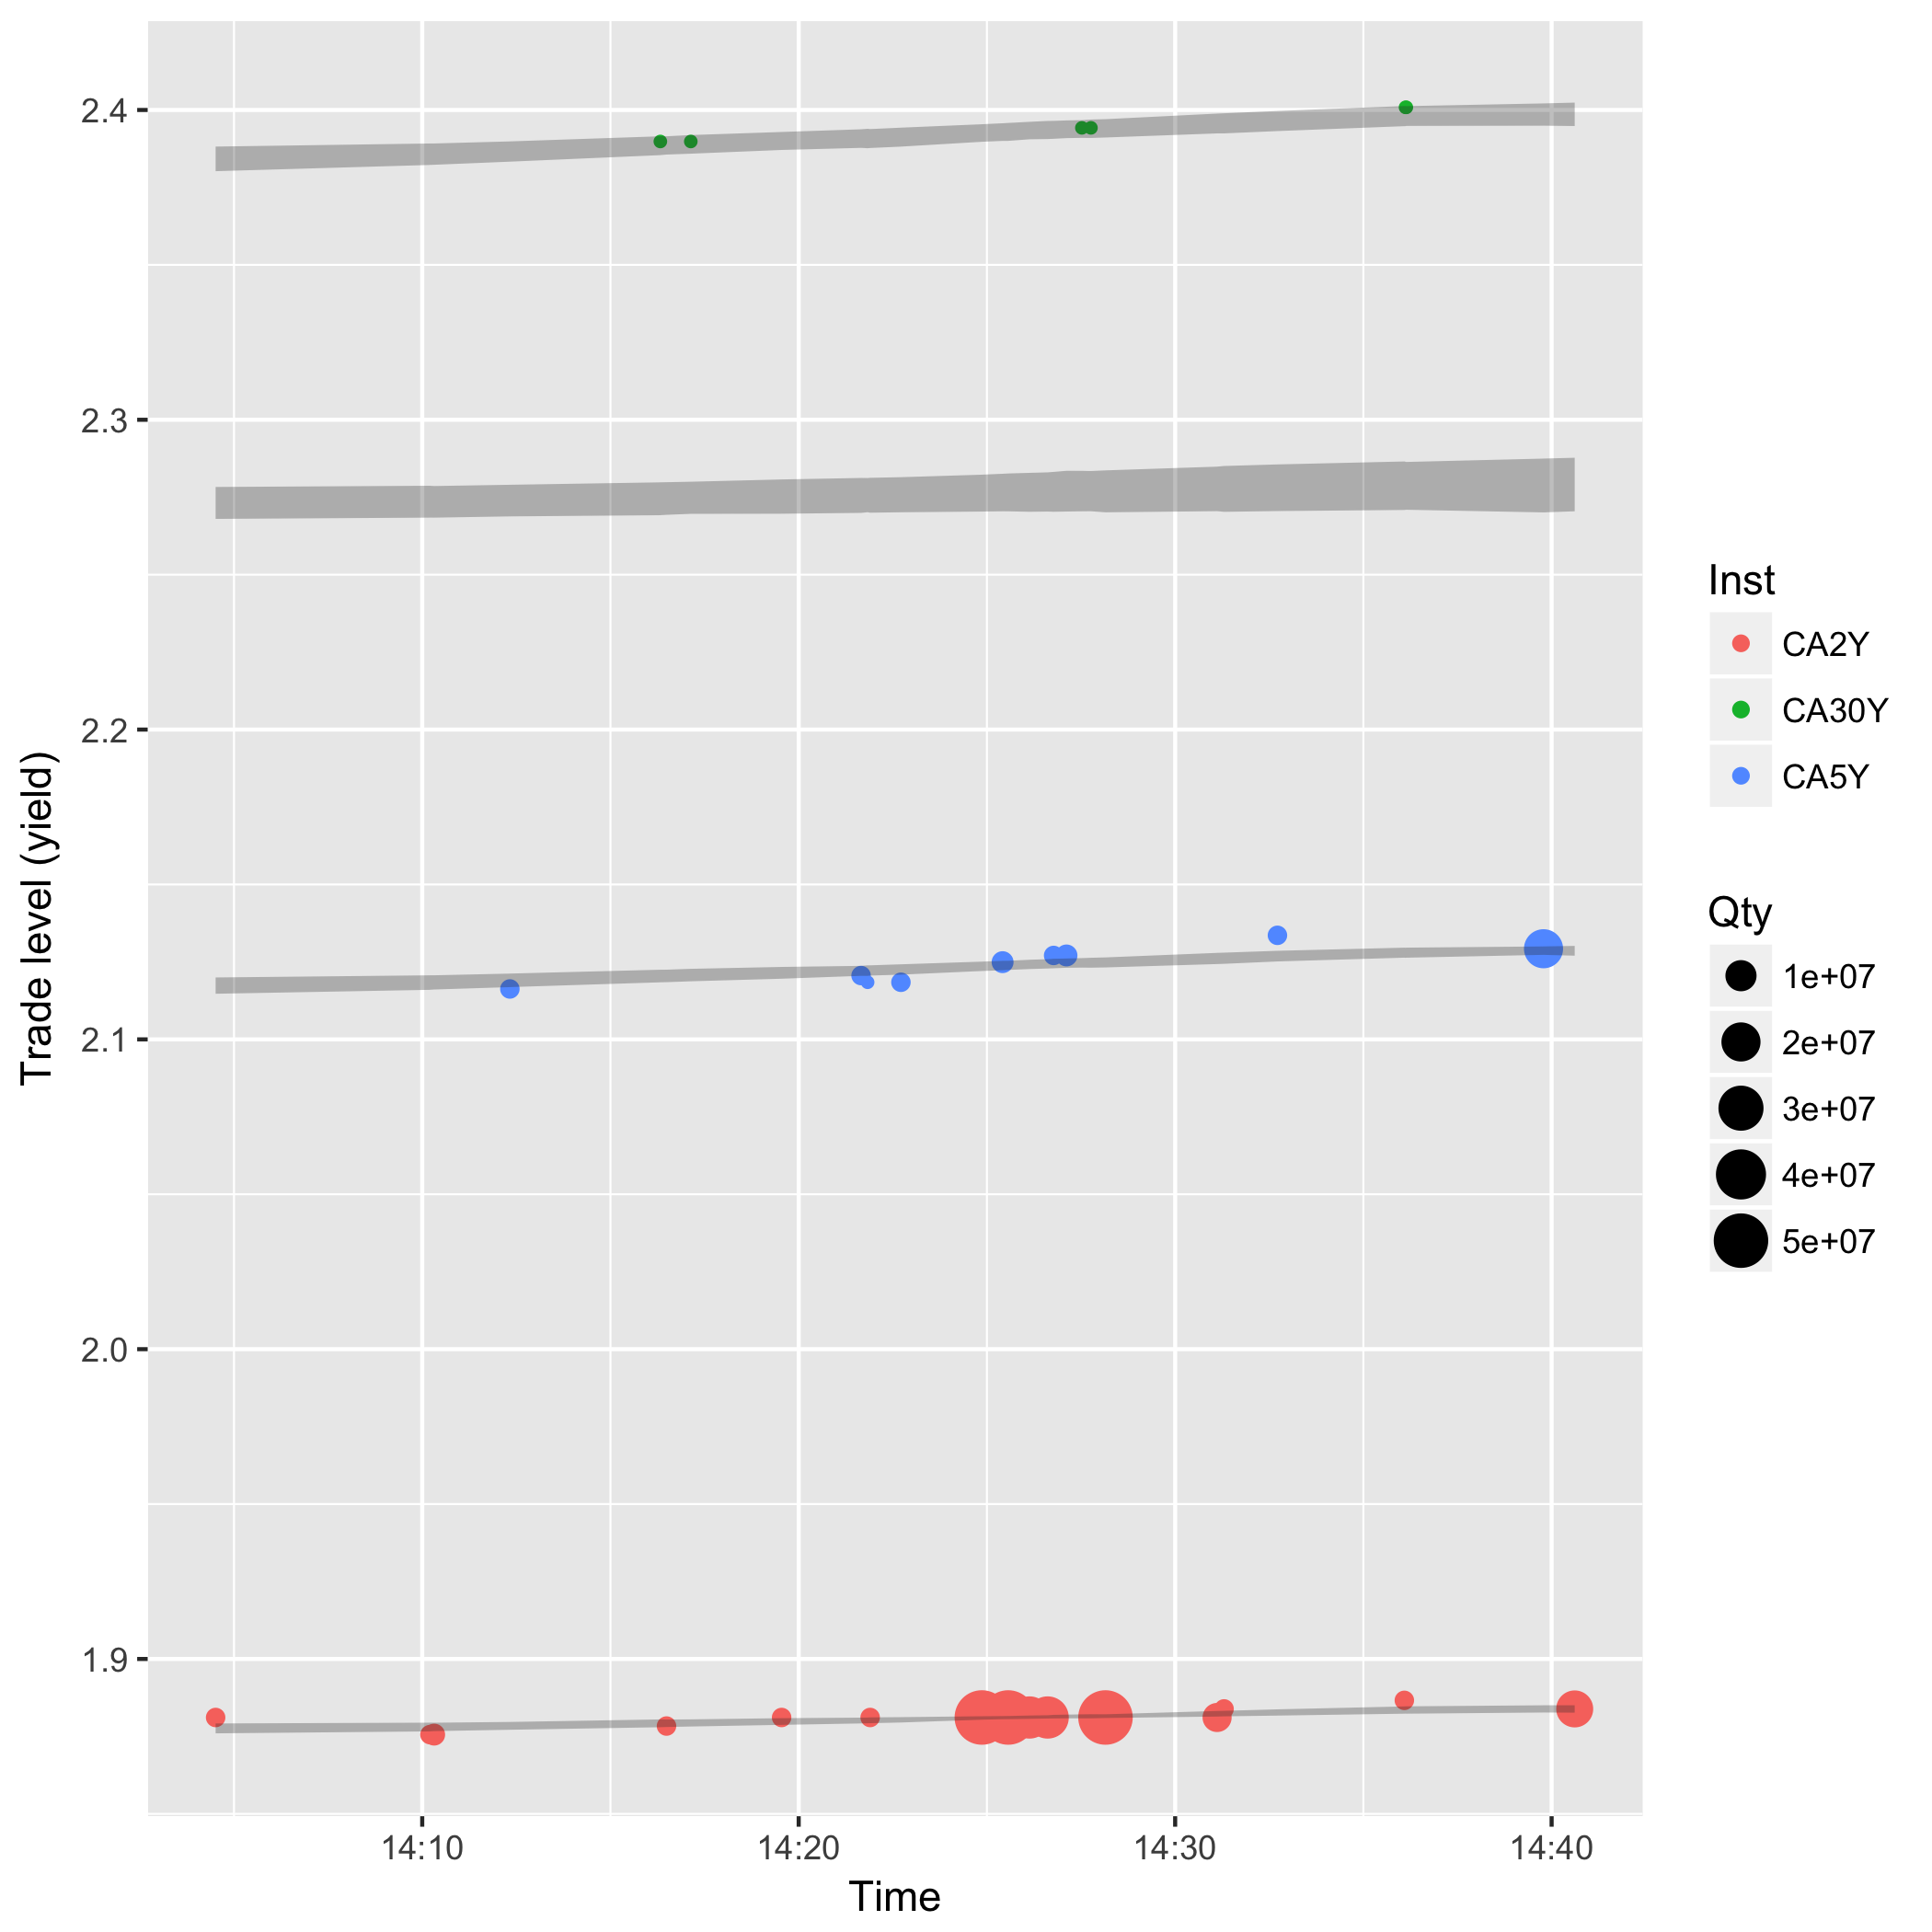 Trade level (yield)
2.4
2.3
2.2
2.1
2.0
1.9
14:10
14:20
14:30
14:40
Time
Inst
CA2Y
CA30Y
CA5Y
Qty
1e+07
2e+07
3e+07
4e+07
5e+07